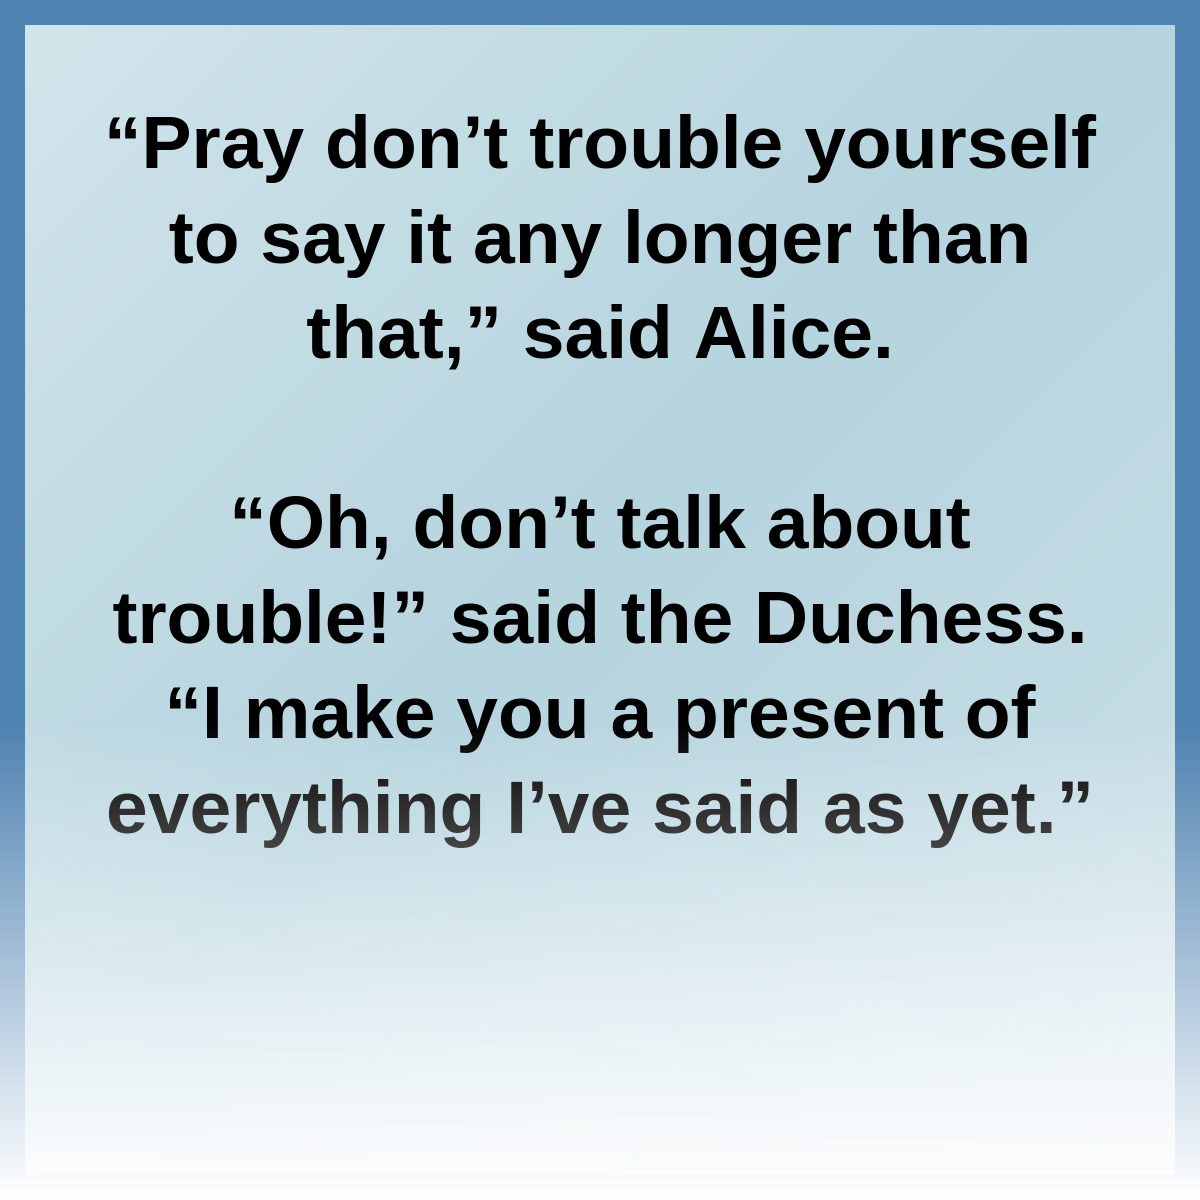 “Pray don’t trouble yourself
to say it any longer than
that,” said Alice.
“Oh, don’t talk about
trouble!” said the Duchess.
“I make you a present of
everything I’ve said as yet.”